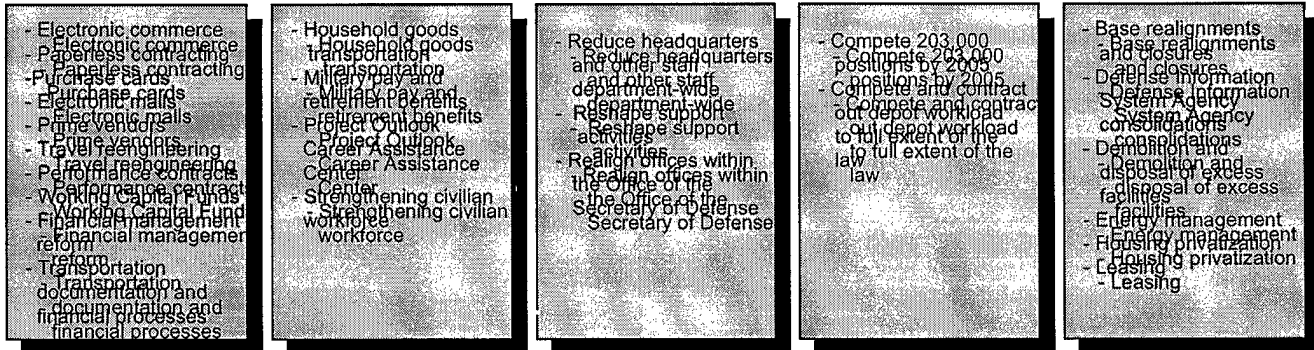 - Electronic commerce
- Paperless contracting
- Purchase cards
- Electronic malls
- Prime vendors
- Travel reengineering
- Performance contracts
- Working Capital Funds
- Financial management
reform
- Transportation
documentation and
financial processes
- Household goods
transportation
- Military pay and
retirement benefits
- Project Outlook
Career Assistance
Center
- Strengthening civilian
workforce
- Reduce headquarters
and other staff
department-wide
- Reshape support
activities
- Realign offices within
the Office of the
Secretary of Defense
- Compete 203,000
positions by 2005
- Compete and contract
out depot workload
to full extent of the
law
- Base realignments
and closures
- Defense Information
System Agency
consolidations
- Demolition and
disposal of excess
facilities
- Energy management
- Housing privatization
- Leasing